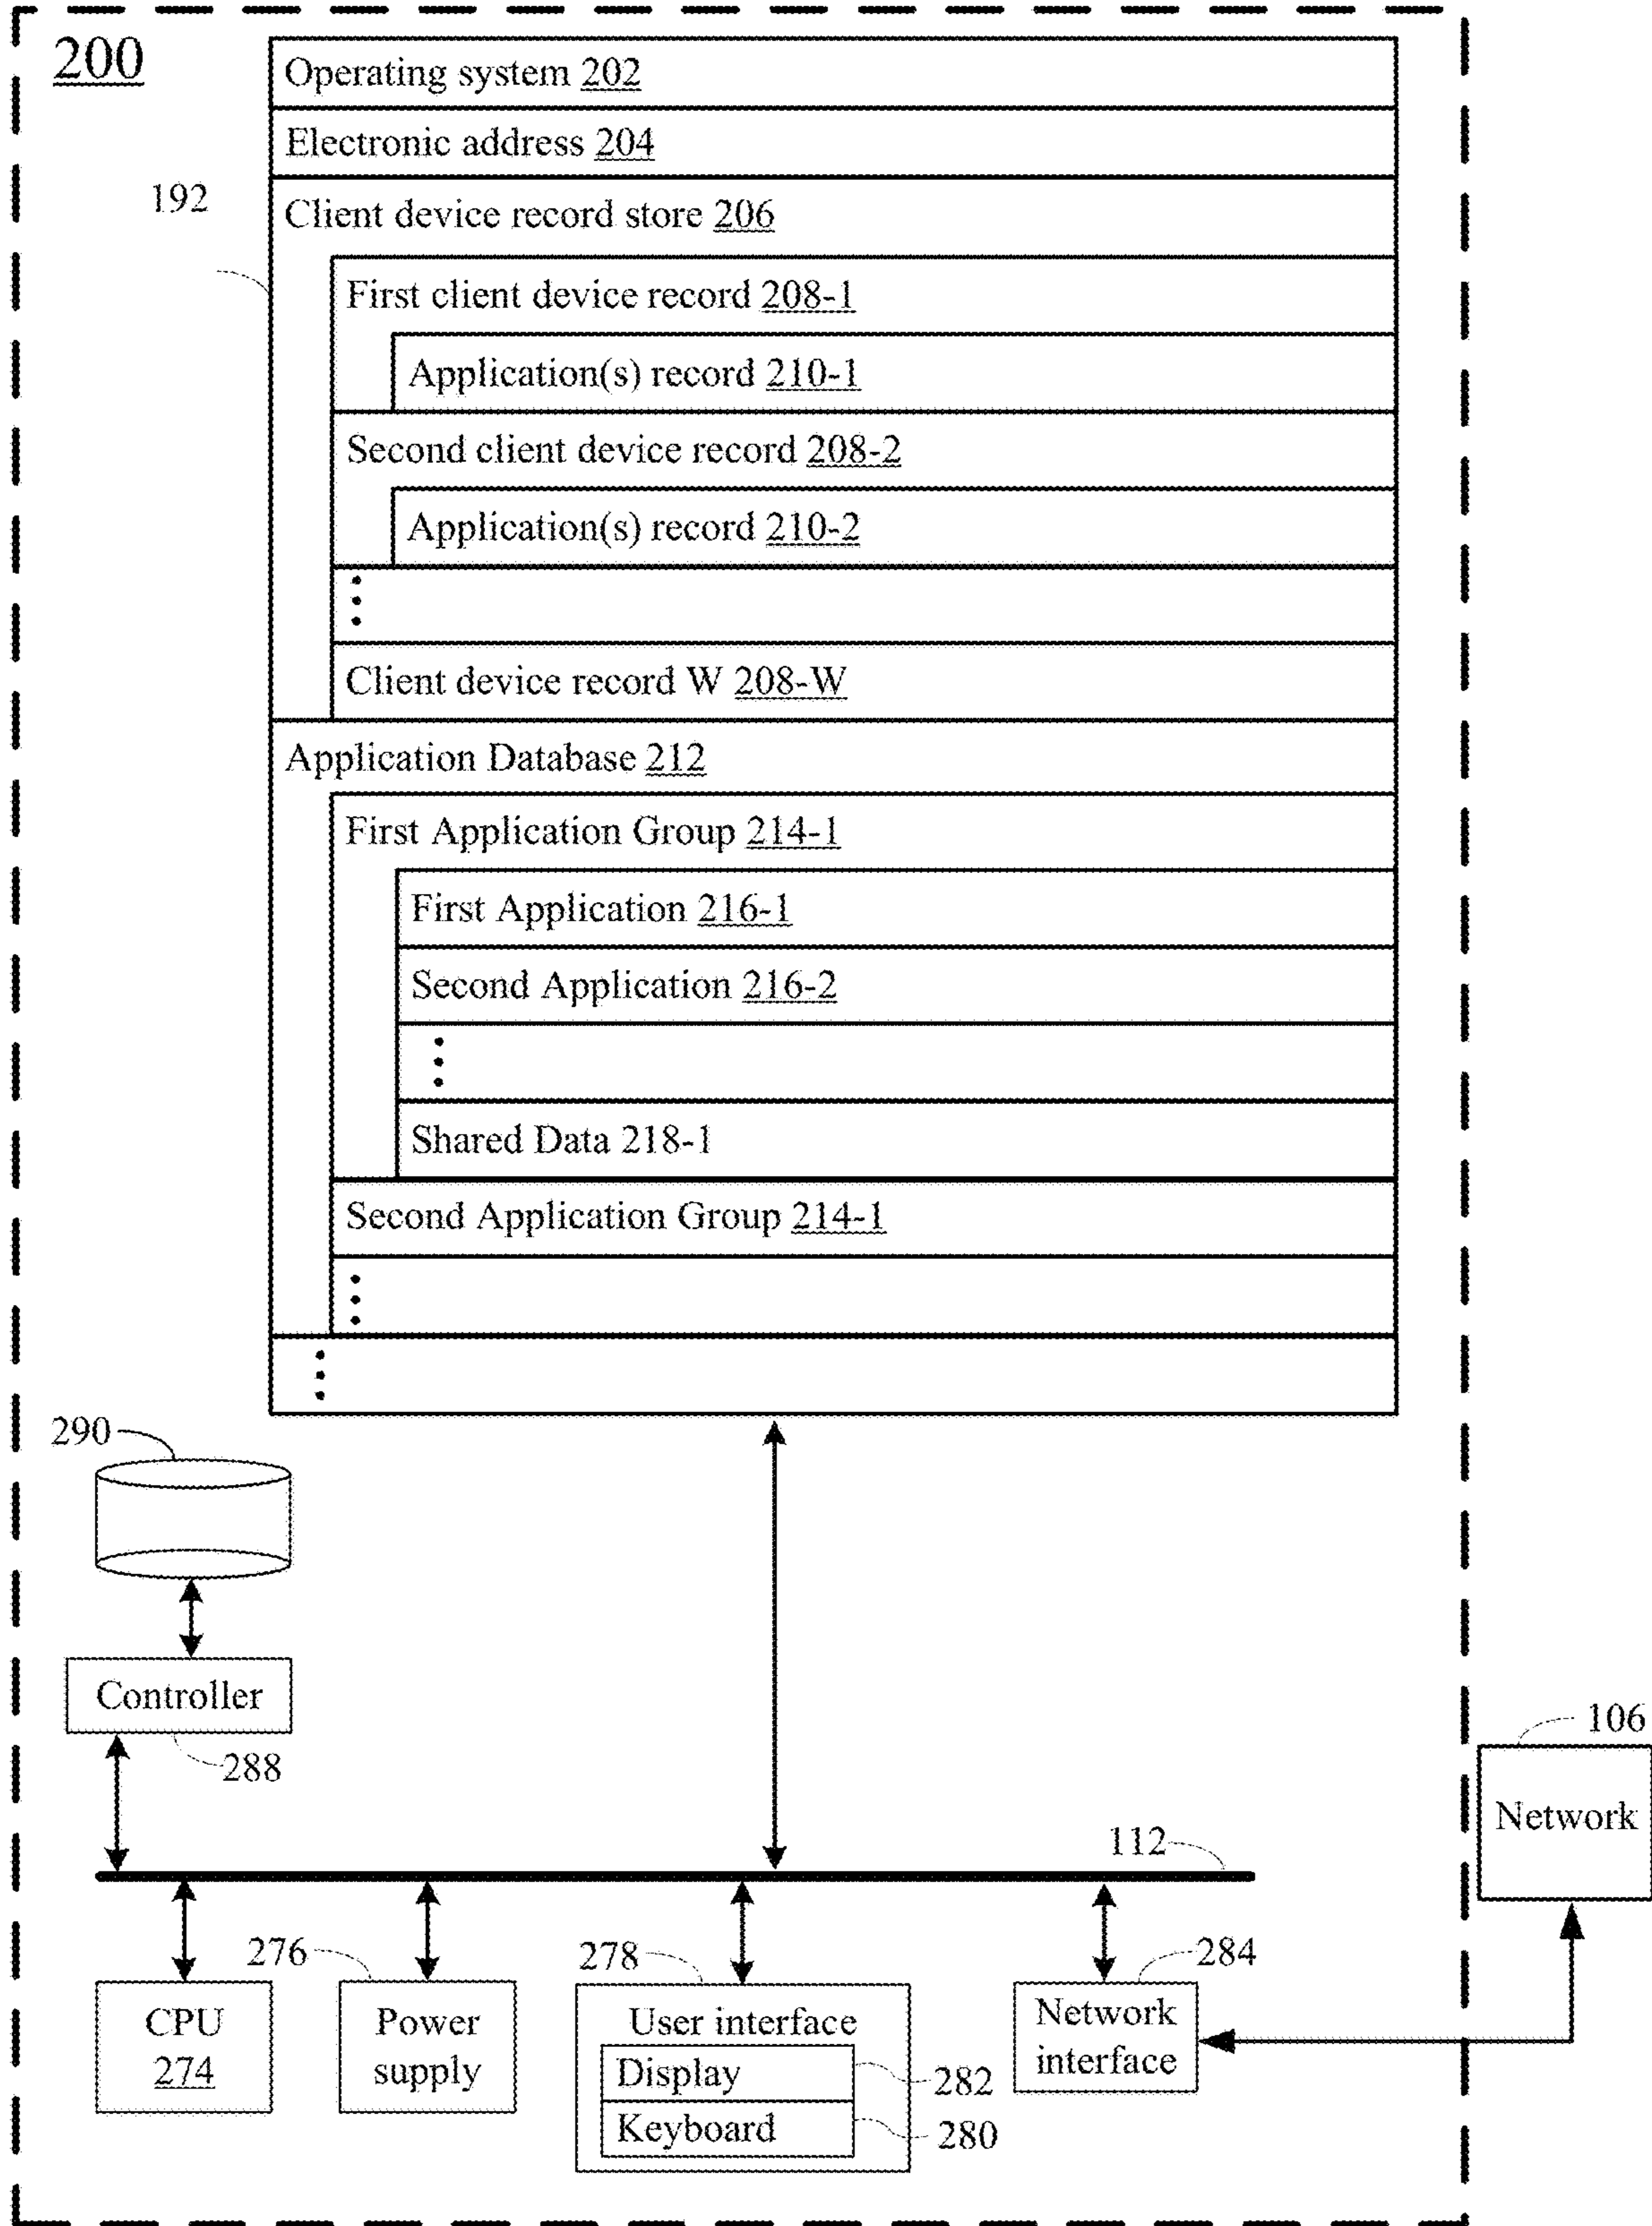 200
Operating system 202
Electronic address 204
192
Client device record store 206
First client device record 208-1
Application(s) record 210-1
Second client device record 208-2
Application(s) record 210-2
Client device record W 208-W
Application Database 212
First Application Group 214-1
First Application 216-1
Second Application 216-2
Shared Data 218-1
Second Application Group 214-1
290
Controller
288
106
Network
112
276
278
284
CPU
274
Power
supply
User interface
Display
282
Keyboard
280
Network
interface